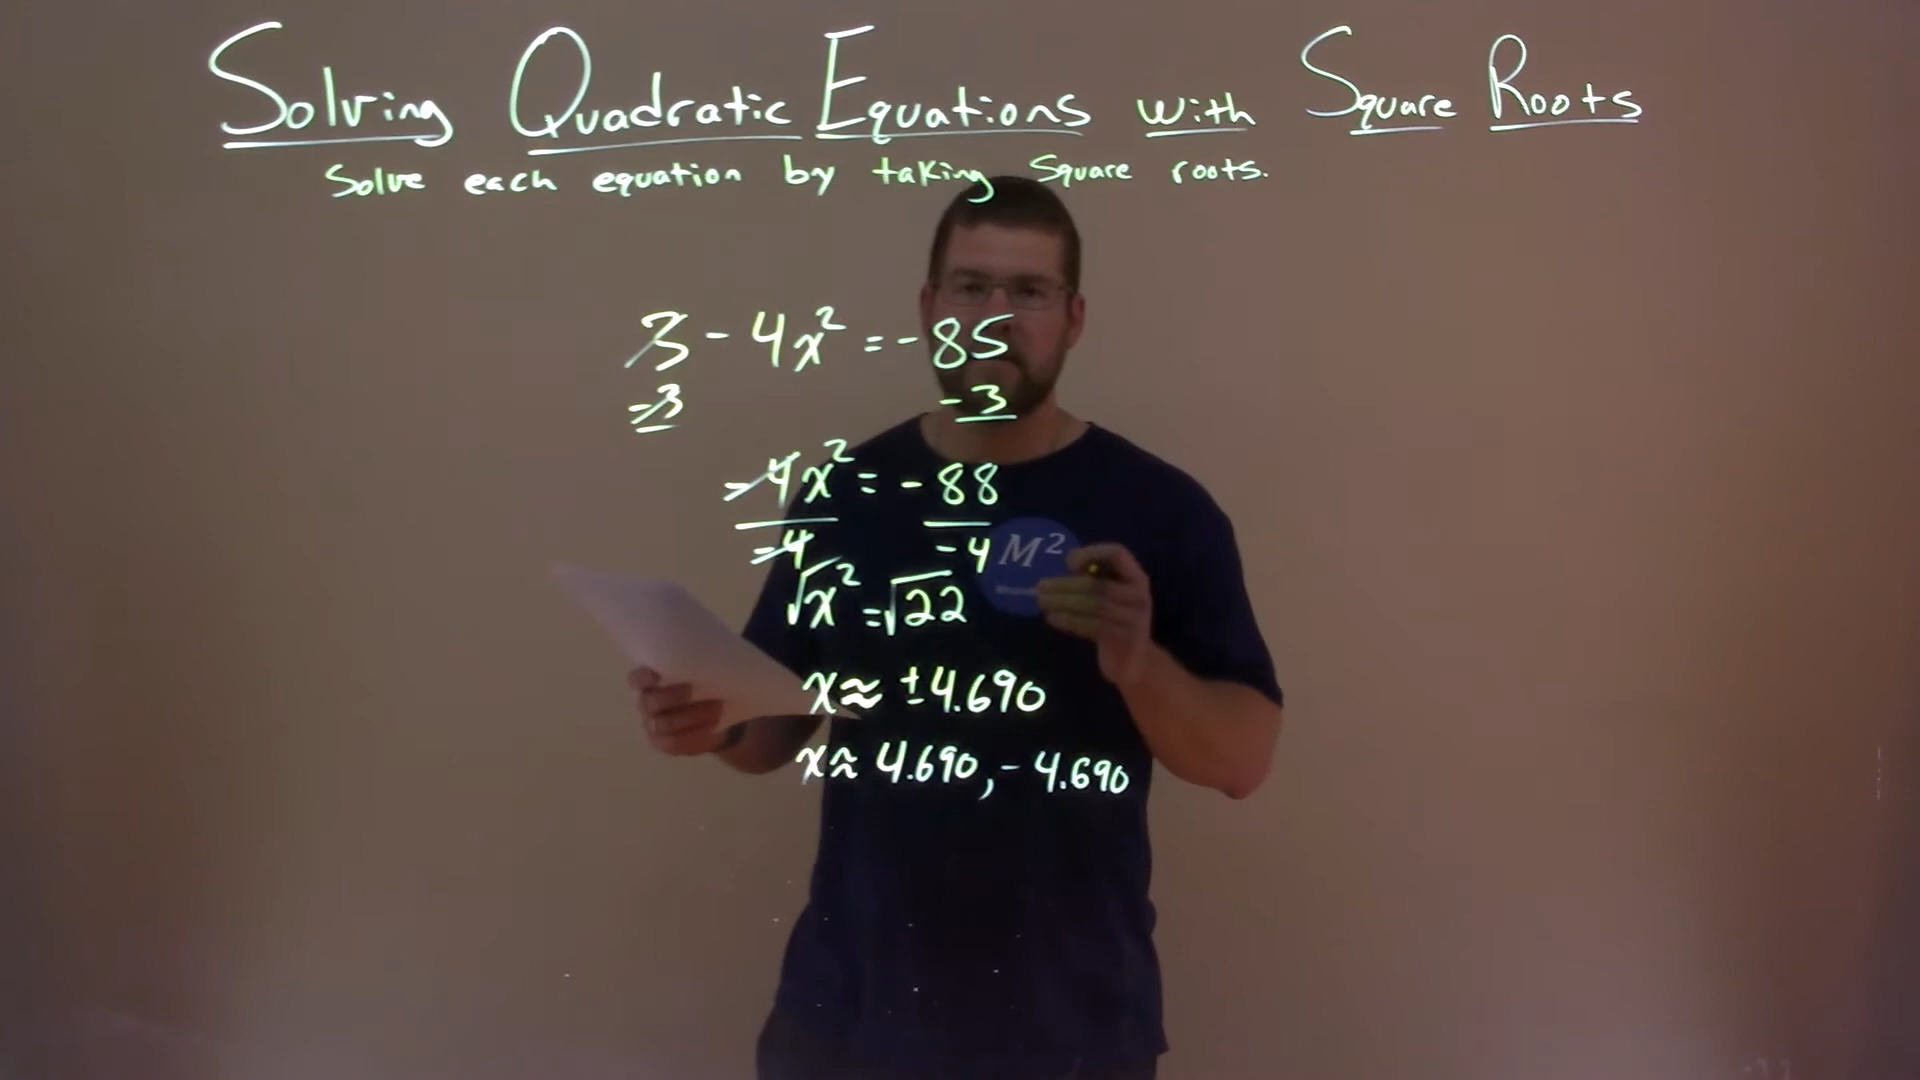 Solving Quadratic Equations with Square Roots
Solve each equation by taking Square roots.
3 - 4x² = -85
-3 -3
-4x² = -88
-4 -4
M²
√x² = √22
x ≈ ±4.690
x ≈ 4.690, -4.690